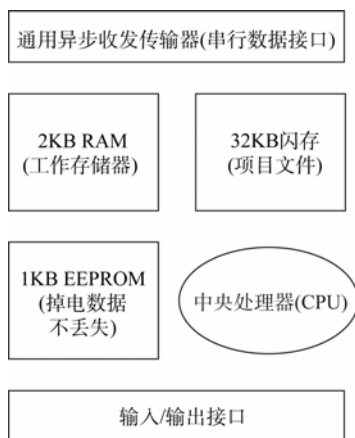 通用异步收发传输器(串行数据接口)
2KB RAM
(工作存储器)
32KB闪存
(项目文件)
1KB EEPROM
(掉电数据
不丢失)
中央处理器(CPU)
输入/输出接口